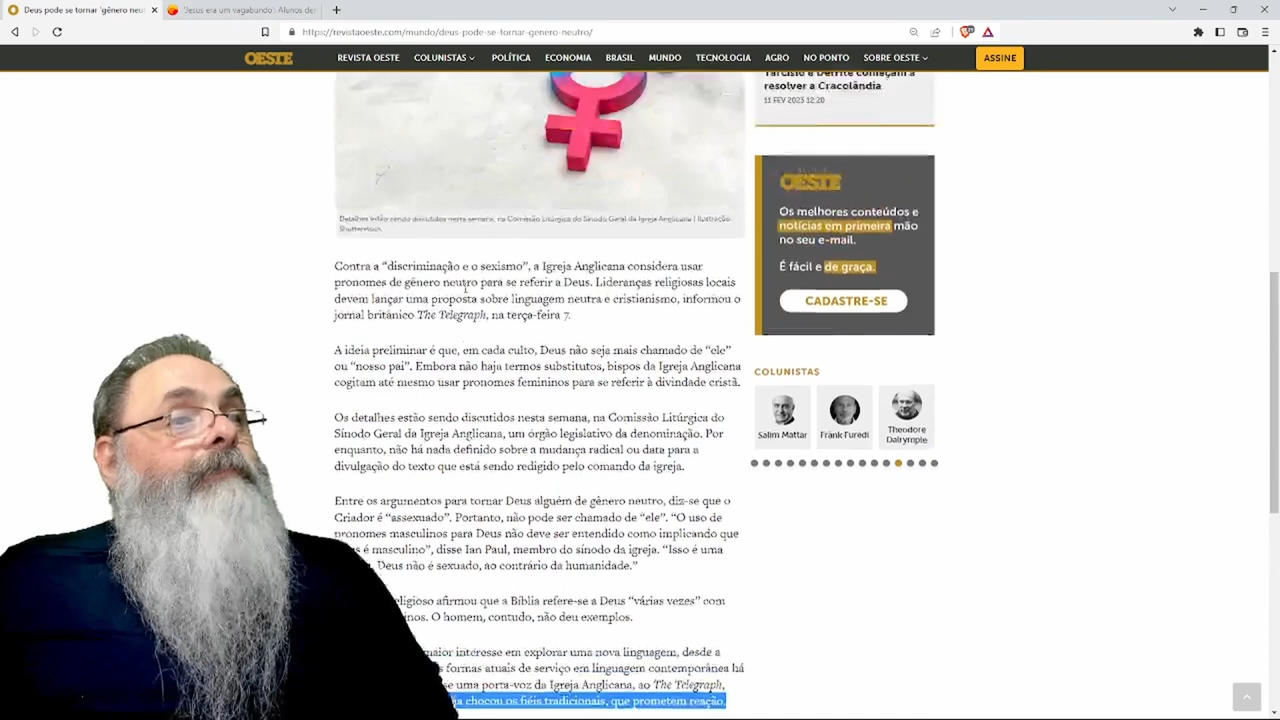 Deus pode se tornar 'gênero neut
'Jesus era um vagabundo': Alunos de
https://revistaoeste.com/mundo/deus-pode-se-tornar-genero-neutro/
OESTE
REVISTA OESTE
COLUNISTAS
POLÍTICA
ECONOMIA
BRASIL
MUNDO
TECNOLOGIA
AGRO
NO PONTO
SOBRE OESTE
ASSINE
Detalhes estão sendo discutidos nesta semana, na Comissão Litúrgica do Sínodo Geral da Igreja Anglicana | Ilustração:
Shutterstock
Contra a “discriminação e o sexismo”, a Igreja Anglicana considera usar
pronomes de gênero neutro para se referir a Deus. Lideranças religiosas locais
devem lançar uma proposta sobre linguagem neutra e cristianismo, informou o
jornal britânico The Telegraph, na terça-feira 7.
A ideia preliminar é que, em cada culto, Deus não seja mais chamado de “ele”
ou “nosso pai”. Embora não haja termos substitutos, bispos da Igreja Anglicana
cogitam até mesmo usar pronomes femininos para se referir à divindade cristã.
Os detalhes estão sendo discutidos nesta semana, na Comissão Litúrgica do
Sínodo Geral da Igreja Anglicana, um órgão legislativo da denominação. Por
enquanto, não há nada definido sobre a mudança radical ou data para a
divulgação do texto que está sendo redigido pelo comando da igreja.
Entre os argumentos para tornar Deus alguém de gênero neutro, diz-se que o
Criador é “assexuado”. Portanto, não pode ser chamado de “ele”. “O uso de
pronomes masculinos para Deus não deve ser entendido como implicando que
é masculino”, disse Ian Paul, membro do sínodo da igreja. “Isso é uma
Deus não é sexuado, ao contrário da humanidade.”
religioso afirmou que a Bíblia refere-se a Deus “várias vezes” com
inos. O homem, contudo, não deu exemplos.
maior interesse em explorar uma nova linguagem, desde a
s formas atuais de serviço em linguagem contemporânea há
se uma porta-voz da Igreja Anglicana, ao The Telegraph,
chocou os fiéis tradicionais, que prometem reação.
Tarcísio e Derrite começam a
resolver a Cracolândia
11 FEV 2023 12:20
OESTE
Os melhores conteúdos e
notícias em primeira mão
no seu e-mail.
É fácil e de graça.
CADASTRE-SE
COLUNISTAS
Salim Mattar
Frank Furedi
Theodore
Dalrymple